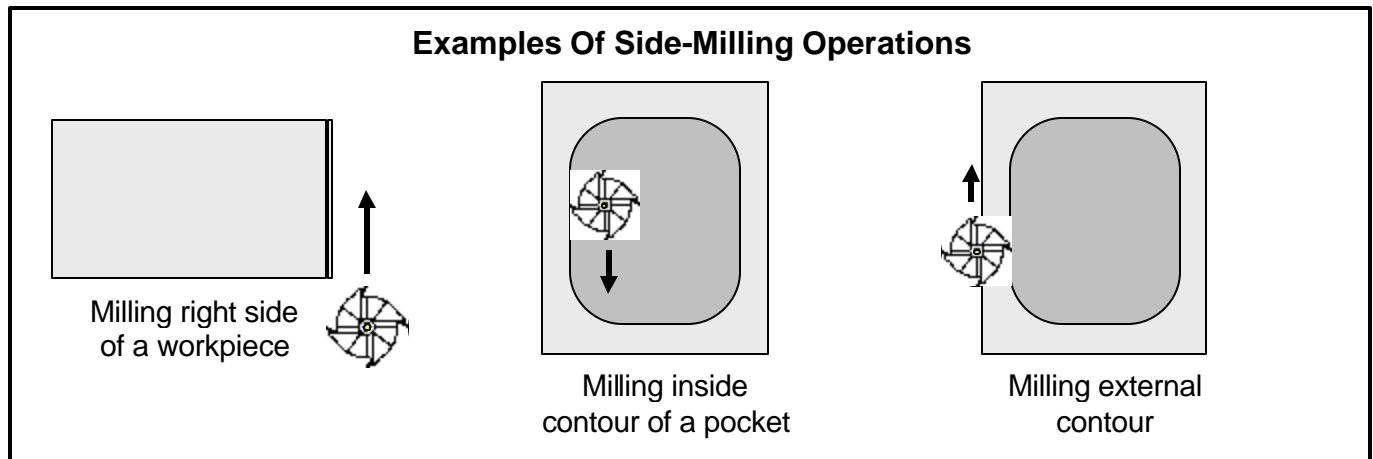 Examples Of Side-Milling Operations
Milling right side
of a workpiece
Milling inside
contour of a pocket
Milling external
contour